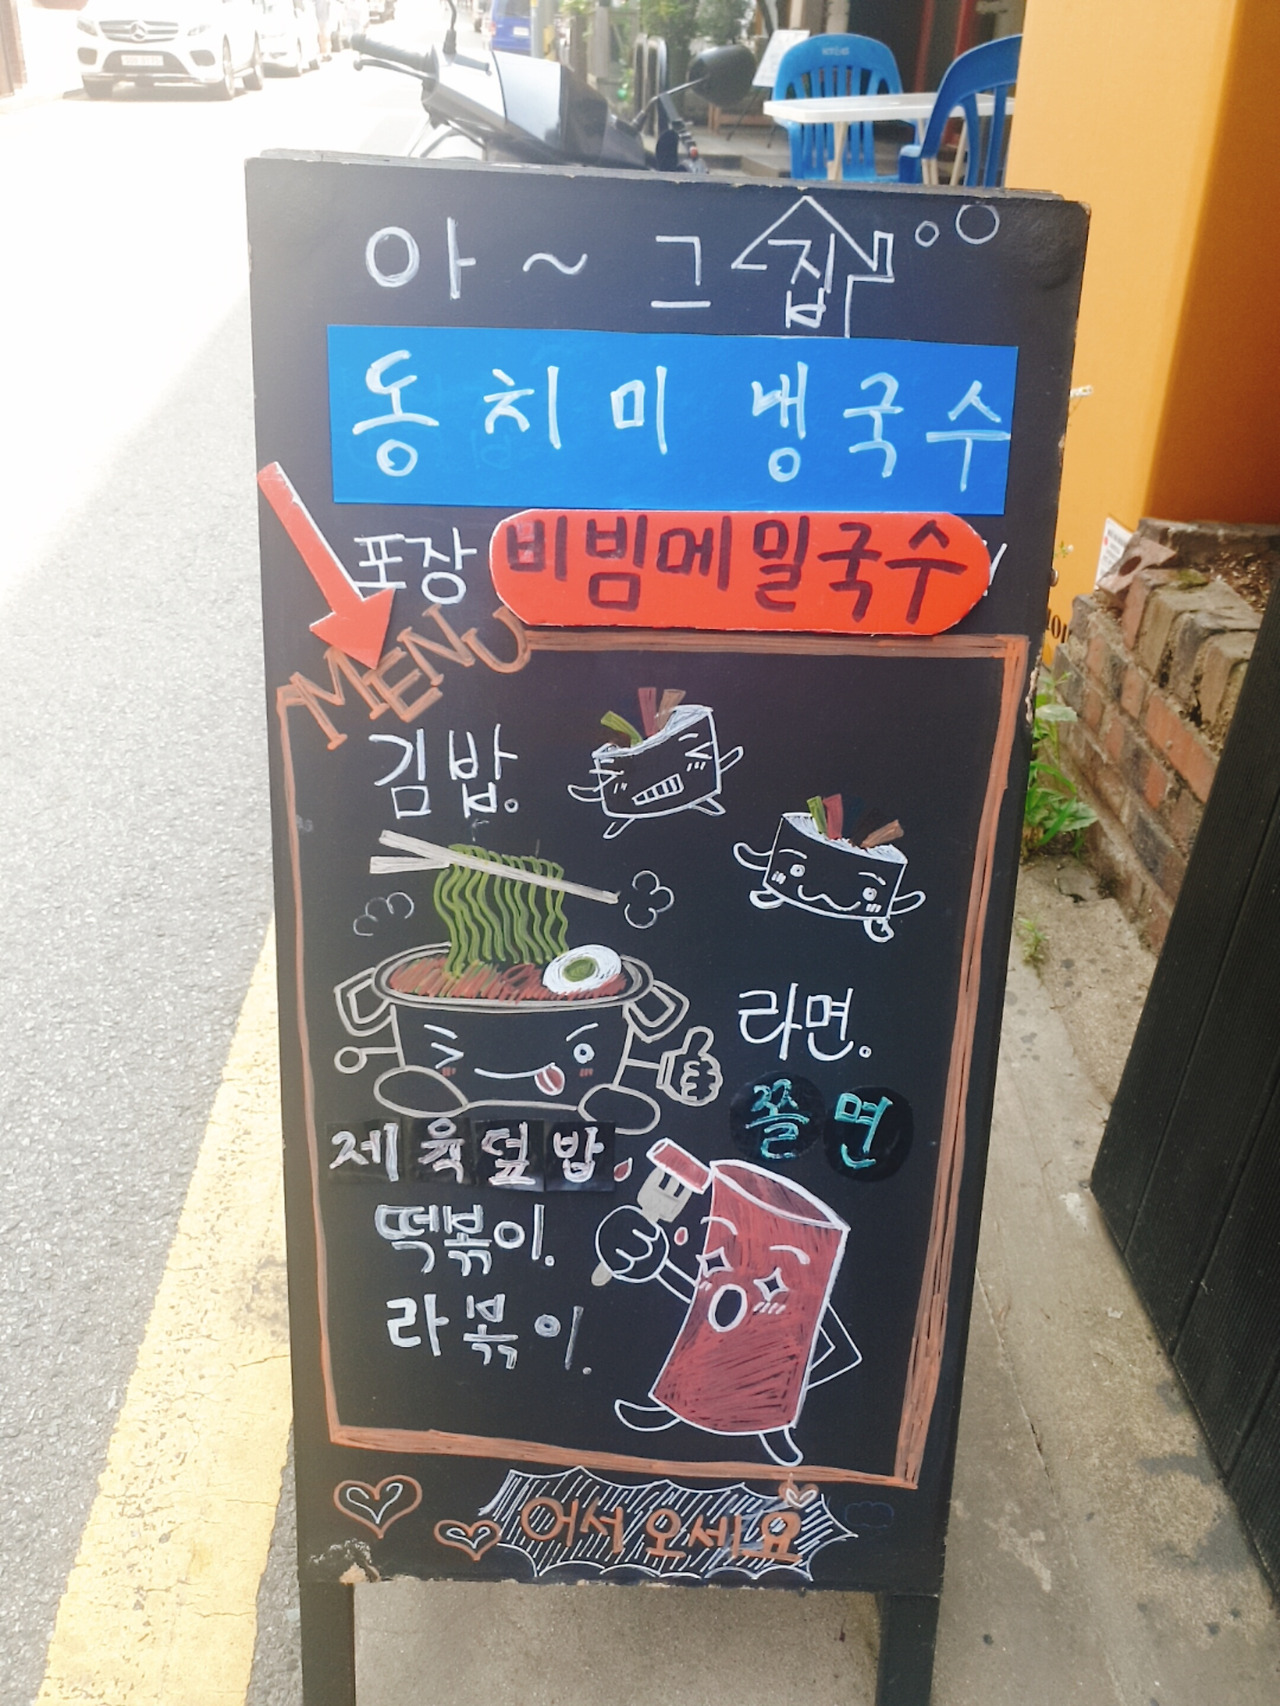 아~ 그 집
동치미 냉국수
포장 비빔메밀국수
MENU
김밥.
라면.
쫄면
제육덮밥
떡볶이.
라볶이.
어서오세요